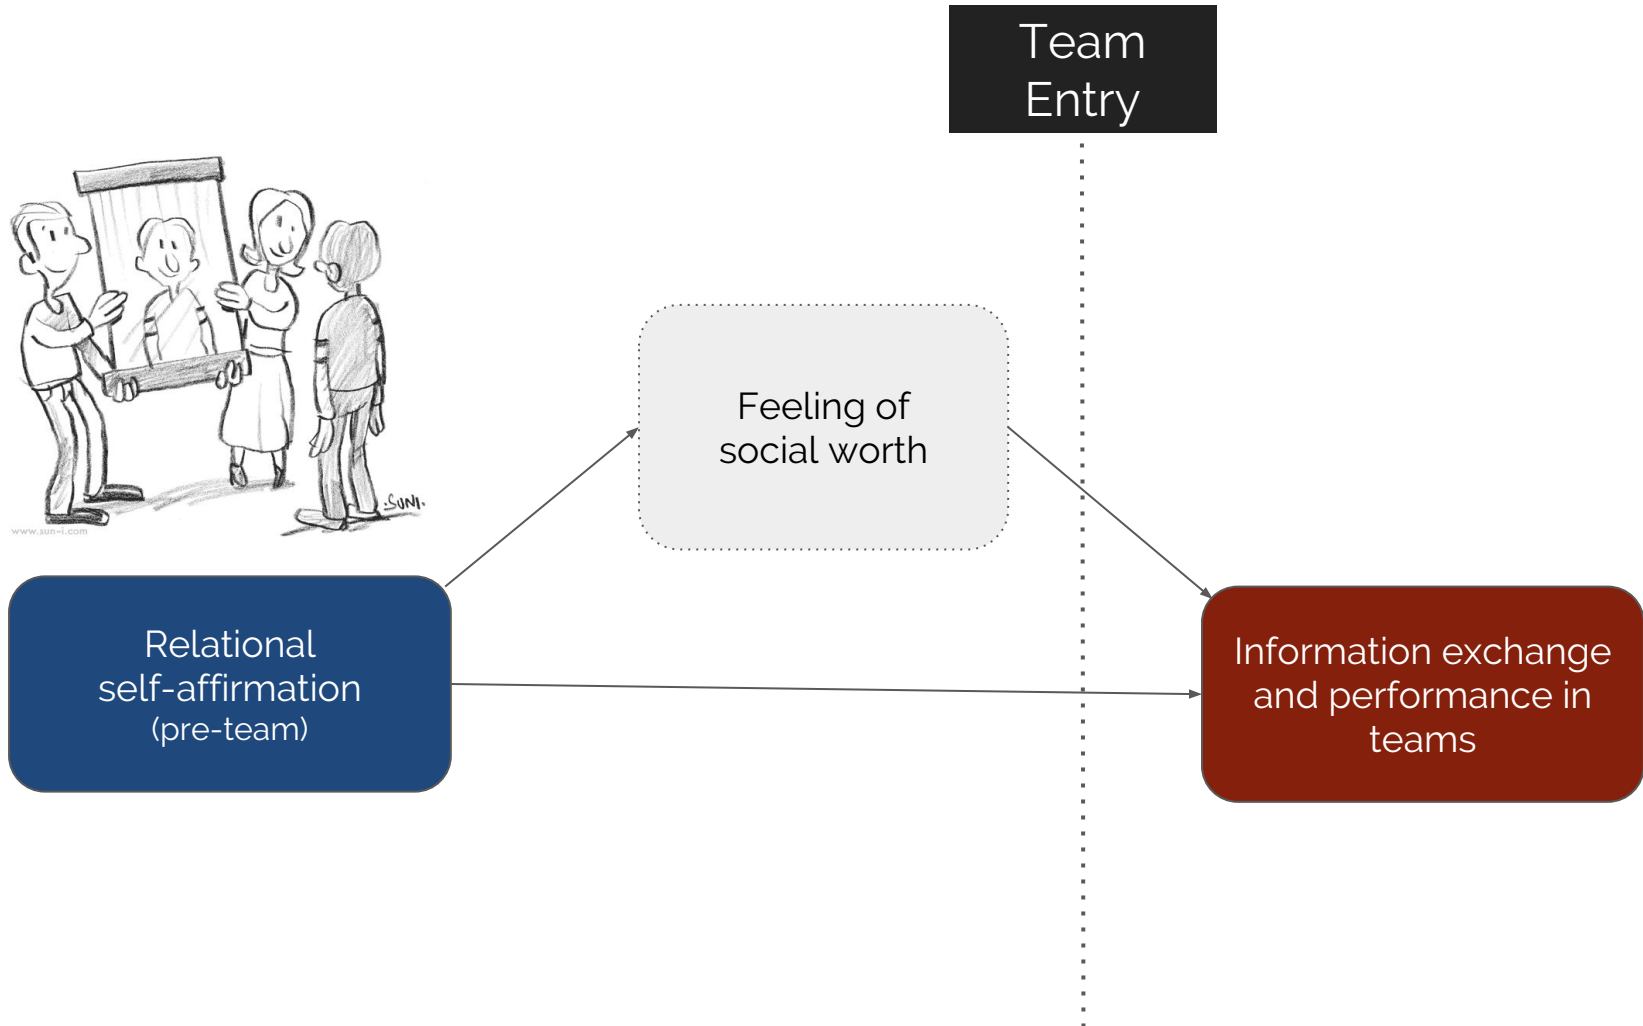 Team
Entry
·SUNI·
www.sun-i.com
Feeling of
social worth
Relational
self-affirmation
(pre-team)
Information exchange
and performance in
teams